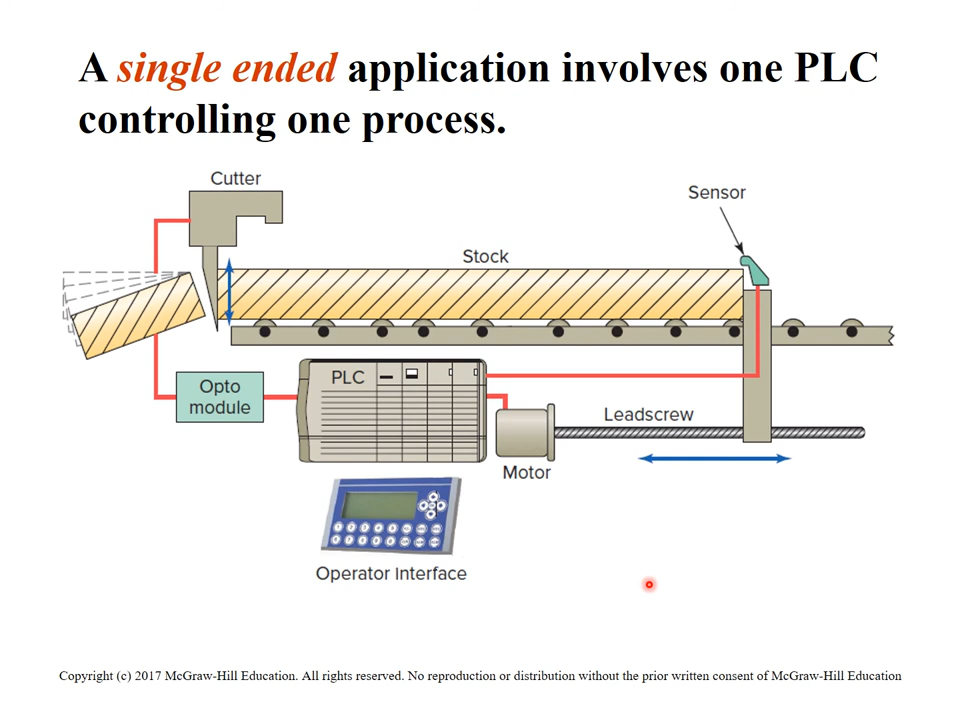 A single ended application involves one PLC
controlling one process.
Cutter
Sensor
Stock
PLC
Opto
module
Leadscrew
Motor
Operator Interface
Copyright (c) 2017 McGraw-Hill Education. All rights reserved. No reproduction or distribution without the prior written consent of McGraw-Hill Education